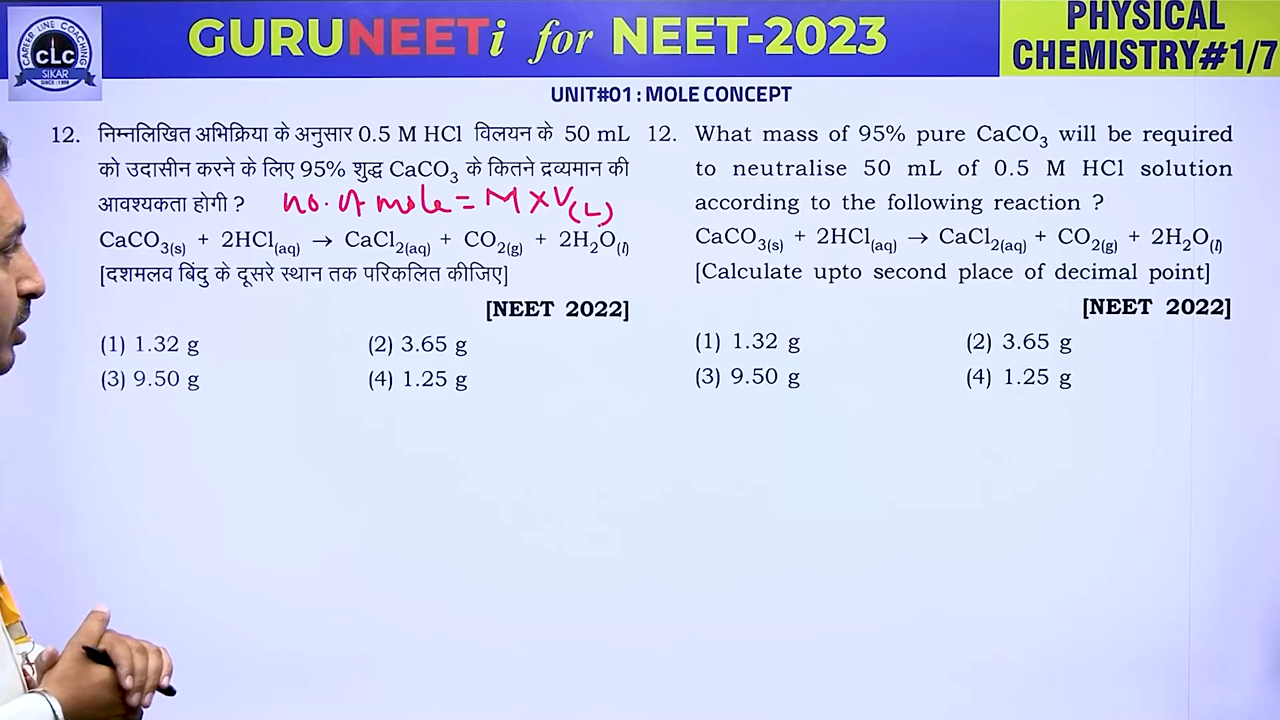 CAREER LINE COACHING
CLC
SIKAR
SINCE : 1996
GURUNEETi for NEET-2023
PHYSICAL
CHEMISTRY#1/7
UNIT#01 : MOLE CONCEPT
12. निम्नलिखित अभिक्रिया के अनुसार 0.5 M HCl विलयन के 50 mL
को उदासीन करने के लिए 95% शुद्ध CaCO₃ के कितने द्रव्यमान की
आवश्यकता होगी ? no. of mole = M × V(L)
CaCO₃(s) + 2HCl(aq) → CaCl₂(aq) + CO₂(g) + 2H₂O(l)
[दशमलव बिंदु के दूसरे स्थान तक परिकलित कीजिए]
[NEET 2022]
(1) 1.32 g (2) 3.65 g
(3) 9.50 g (4) 1.25 g
12. What mass of 95% pure CaCO₃ will be required
to neutralise 50 mL of 0.5 M HCl solution
according to the following reaction ?
CaCO₃(s) + 2HCl(aq) → CaCl₂(aq) + CO₂(g) + 2H₂O(l)
[Calculate upto second place of decimal point]
[NEET 2022]
(1) 1.32 g (2) 3.65 g
(3) 9.50 g (4) 1.25 g